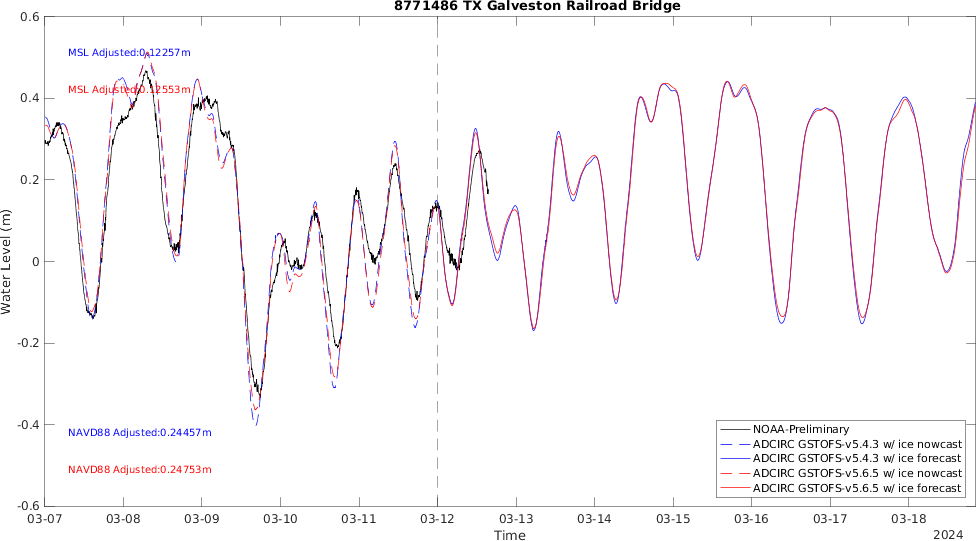 8771486 TX Galveston Railroad Bridge
0.6
0.4
0.2
0
-0.2
-0.4
-0.6
Water Level (m)
MSL Adjusted:0.12257m
MSL Adjusted:0.12553m
NAVD88 Adjusted:0.24457m
NAVD88 Adjusted:0.24753m
NOAA-Preliminary
ADCIRC GSTOFS-v5.4.3 w/ ice nowcast
ADCIRC GSTOFS-v5.4.3 w/ ice forecast
ADCIRC GSTOFS-v5.6.5 w/ ice nowcast
ADCIRC GSTOFS-v5.6.5 w/ ice forecast
03-07 03-08 03-09 03-10 03-11 03-12 03-13 03-14 03-15 03-16 03-17 03-18
Time
2024